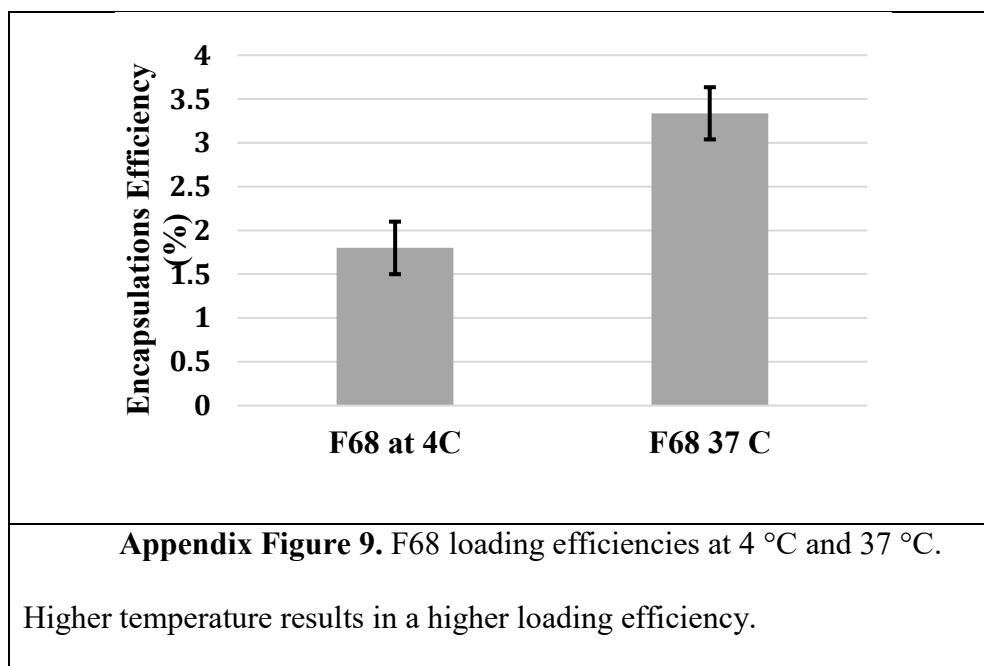 Encapsulations Efficiency
(%)
4
3.5
3
2.5
2
1.5
1
0.5
0
F68 at 4C
F68 37 C
Appendix Figure 9. F68 loading efficiencies at 4 °C and 37 °C.
Higher temperature results in a higher loading efficiency.